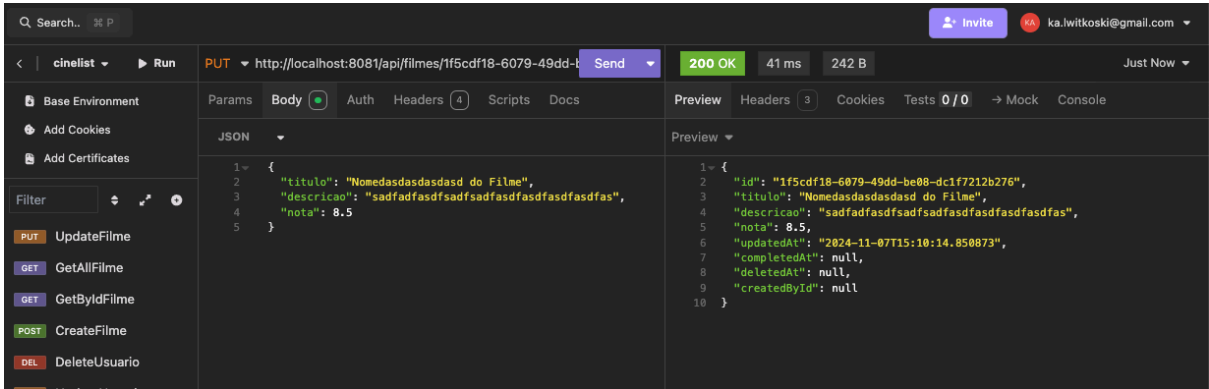 Search.. ⌘ P
Invite KA ka.lwitkoski@gmail.com
cinelist Run
Base Environment
Add Cookies
Add Certificates
Filter
PUT UpdateFilme
GET GetAllFilme
GET GetByIdFilme
POST CreateFilme
DEL DeleteUsuario
PUT http://localhost:8081/api/filmes/1f5cdf18-6079-49dd-b Send
Params Body Auth Headers 4 Scripts Docs
JSON
1 {
2 "titulo": "Nomedasdasdasdasd do Filme",
3 "descricao": "sadfadfasdfsadfsadfasdfasdfasdfasdfas",
4 "nota": 8.5
5 }
200 OK 41 ms 242 B Just Now
Preview Headers 3 Cookies Tests 0 / 0 → Mock Console
Preview
1 {
2 "id": "1f5cdf18-6079-49dd-be08-dc1f7212b276",
3 "titulo": "Nomedasdasdasdasd do Filme",
4 "descricao": "sadfadfasdfsadfsadfasdfasdfasdfasdfas",
5 "nota": 8.5,
6 "updatedAt": "2024-11-07T15:10:14.850873",
7 "completedAt": null,
8 "deletedAt": null,
9 "createdById": null
10 }